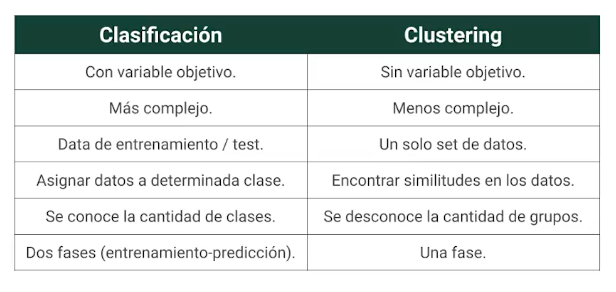 Clasificación Clustering
Con variable objetivo. Sin variable objetivo.
Más complejo. Menos complejo.
Data de entrenamiento / test. Un solo set de datos.
Asignar datos a determinada clase. Encontrar similitudes en los datos.
Se conoce la cantidad de clases. Se desconoce la cantidad de grupos.
Dos fases (entrenamiento-predicción). Una fase.